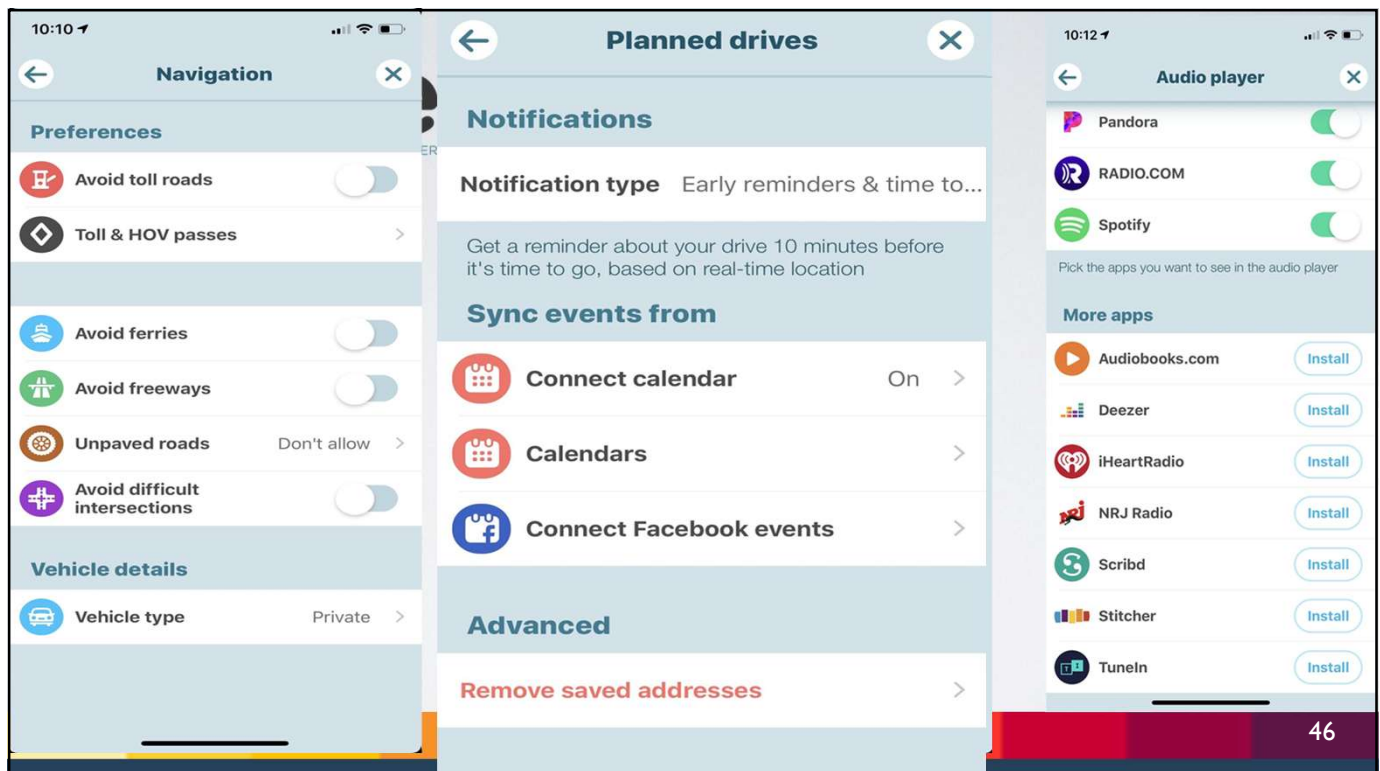 10:10
Navigation
Preferences
Avoid toll roads
Toll & HOV passes
Avoid ferries
Avoid freeways
Unpaved roads Don't allow
Avoid difficult
intersections
Vehicle details
Vehicle type Private
ER
Planned drives
Notifications
Notification type Early reminders & time to...
Get a reminder about your drive 10 minutes before
it's time to go, based on real-time location
Sync events from
Connect calendar On
Calendars
Connect Facebook events
Advanced
Remove saved addresses
10:12
Audio player
Pandora
RADIO.COM
Spotify
Pick the apps you want to see in the audio player
More apps
Audiobooks.com Install
Deezer Install
iHeartRadio Install
NRJ Radio Install
Scribd Install
Stitcher Install
TuneIn Install
46